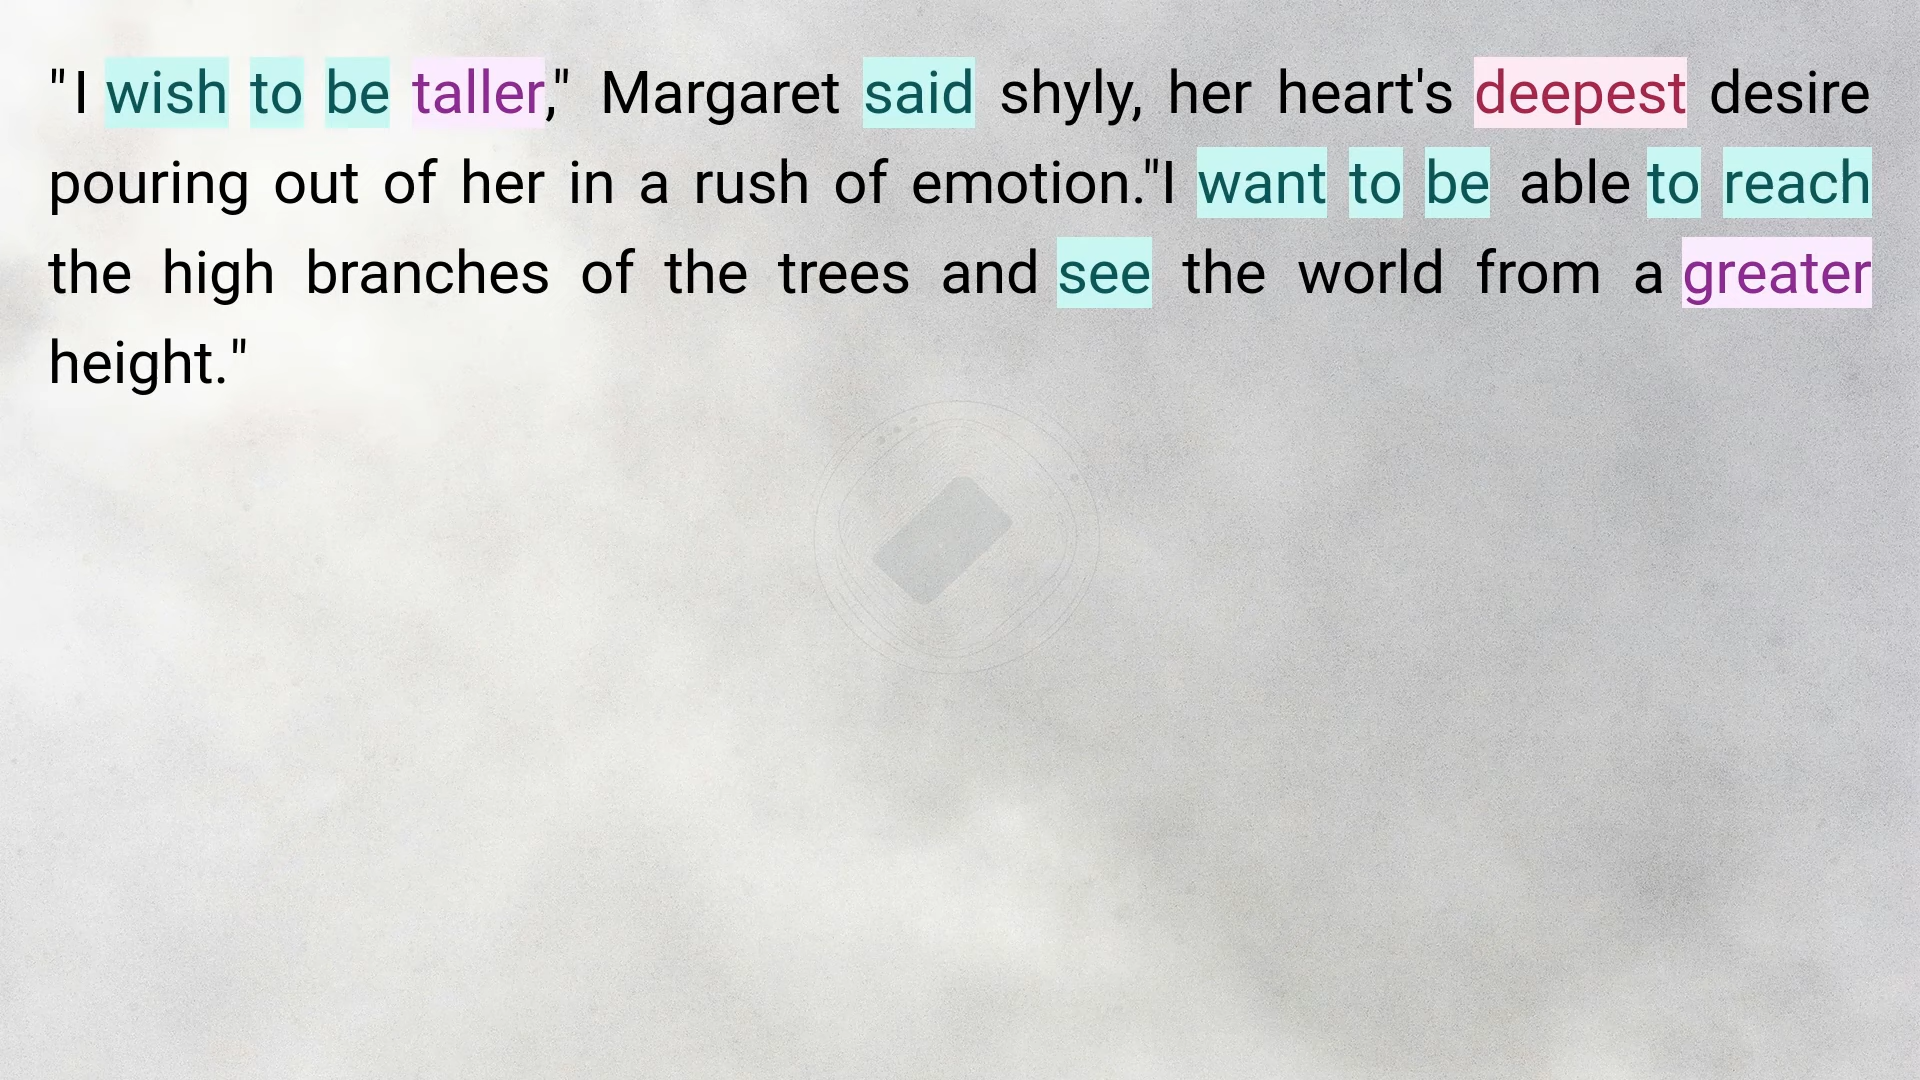 "I wish to be taller," Margaret said shyly, her heart's deepest desire
pouring out of her in a rush of emotion."I want to be able to reach
the high branches of the trees and see the world from a greater
height."